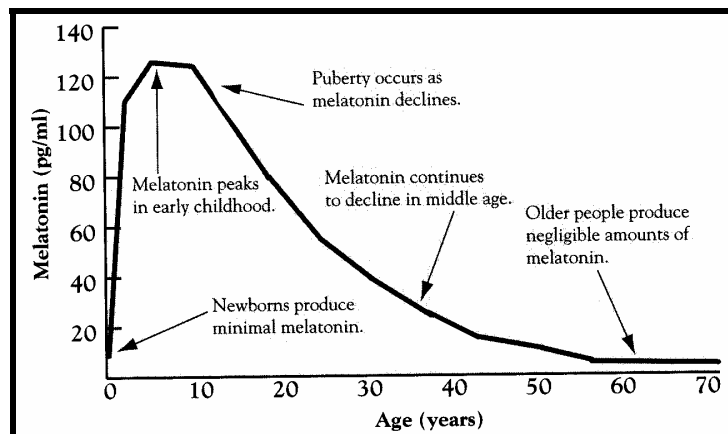 140
120
100
80
60
40
20
Melatonin (pg/ml)
Puberty occurs as
melatonin declines.
Melatonin peaks
in early childhood.
Melatonin continues
to decline in middle age.
Older people produce
negligible amounts of
melatonin.
Newborns produce
minimal melatonin.
0 10 20 30 40 50 60 70
Age (years)